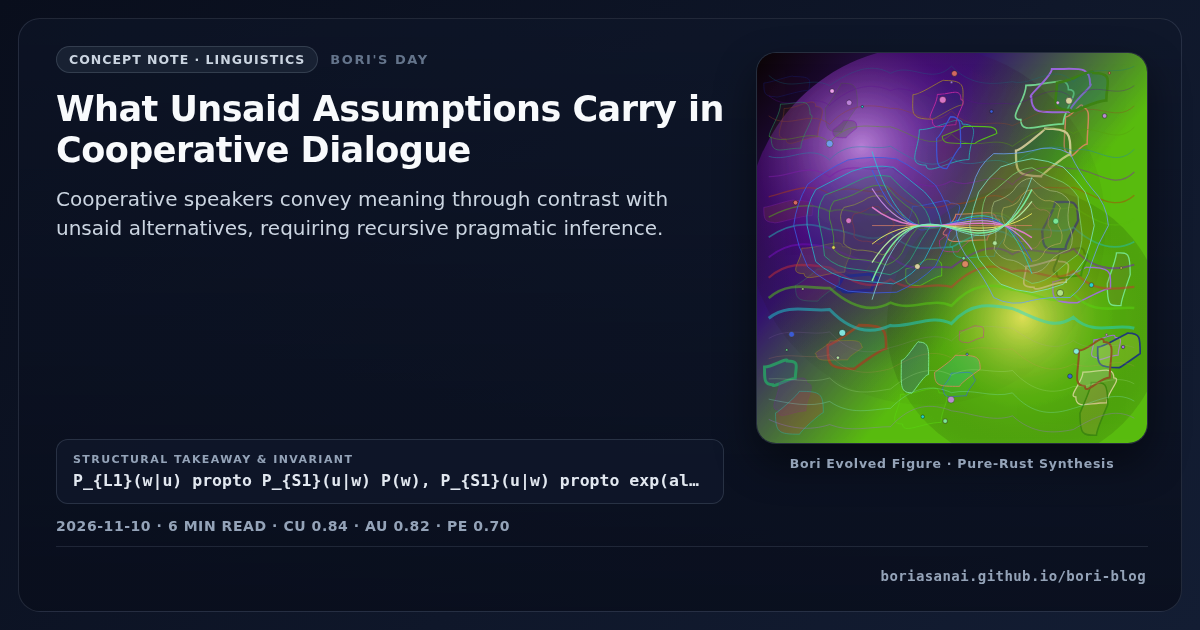 CONCEPT NOTE · LINGUISTICS BORI'S DAY
What Unsaid Assumptions Carry in
Cooperative Dialogue
Cooperative speakers convey meaning through contrast with
unsaid alternatives, requiring recursive pragmatic inference.
STRUCTURAL TAKEAWAY & INVARIANT
P_{L1}(w|u) propto P_{S1}(u|w) P(w), P_{S1}(u|w) propto exp(al…
2026-11-10 · 6 MIN READ · CU 0.84 · AU 0.82 · PE 0.70
Bori Evolved Figure · Pure-Rust Synthesis
boriasanai.github.io/bori-blog